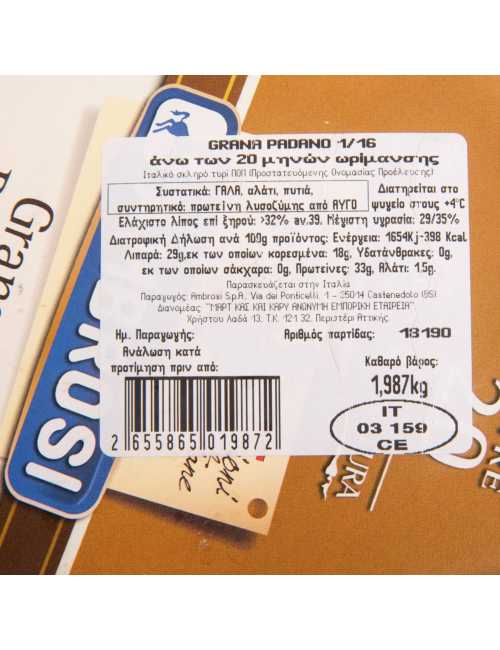 GRANA PADANO 1/16
άνω των 20 μηνών ωρίμανσης
Ιταλικό σκληρό τυρί ΠΟΠ (Προστατευόμενης Ονομασίας Προέλευσης)
Συστατικά: ΓΑΛΑ, αλάτι, πυτιά,
συντηρητικό: πρωτεΐνη λυσοζύμης από ΑΥΓΟ
Διατηρείται στο
ψυγείο στους +4°C
Ελάχιστο λίπος επί ξηρού: >32% αν.39. Μέγιστη υγρασία: 29/35%
Διατροφική Δήλωση ανά 100g προϊόντος: Ενέργεια: 1654Kj-398 Kcal
Λιπαρά: 29g,εκ των οποίων κορεσμένα: 18g, Υδατάνθρακες: 0g,
εκ των οποίων σάκχαρα: 0g, Πρωτεΐνες: 33g, Αλάτι: 1,5g.
Παρασκευάζεται στην Ιταλία
Παραγωγός: Ambrosi S.p.A., Via dei Ponticelli, 1 - 25014 Castenedolo (BS)
Διανομέας: "ΜΑΡΤ ΚΑΣ ΚΑΙ ΚΑΡΥ ΑΝΩΝΥΜΗ ΕΜΠΟΡΙΚΗ ΕΤΑΙΡΕΙΑ",
Χρήστου Λαδά 13, Τ.Κ. 121 32, Περιστέρι Αττικής.
Ημ. Παραγωγής:
Αριθμός παρτίδας: 18190
Ανάλωση κατά
προτίμηση πριν από:
Καθαρό βάρος:
1,987kg
IT
03 159
CE
2 655865 019872
Grana
ROSI
URA